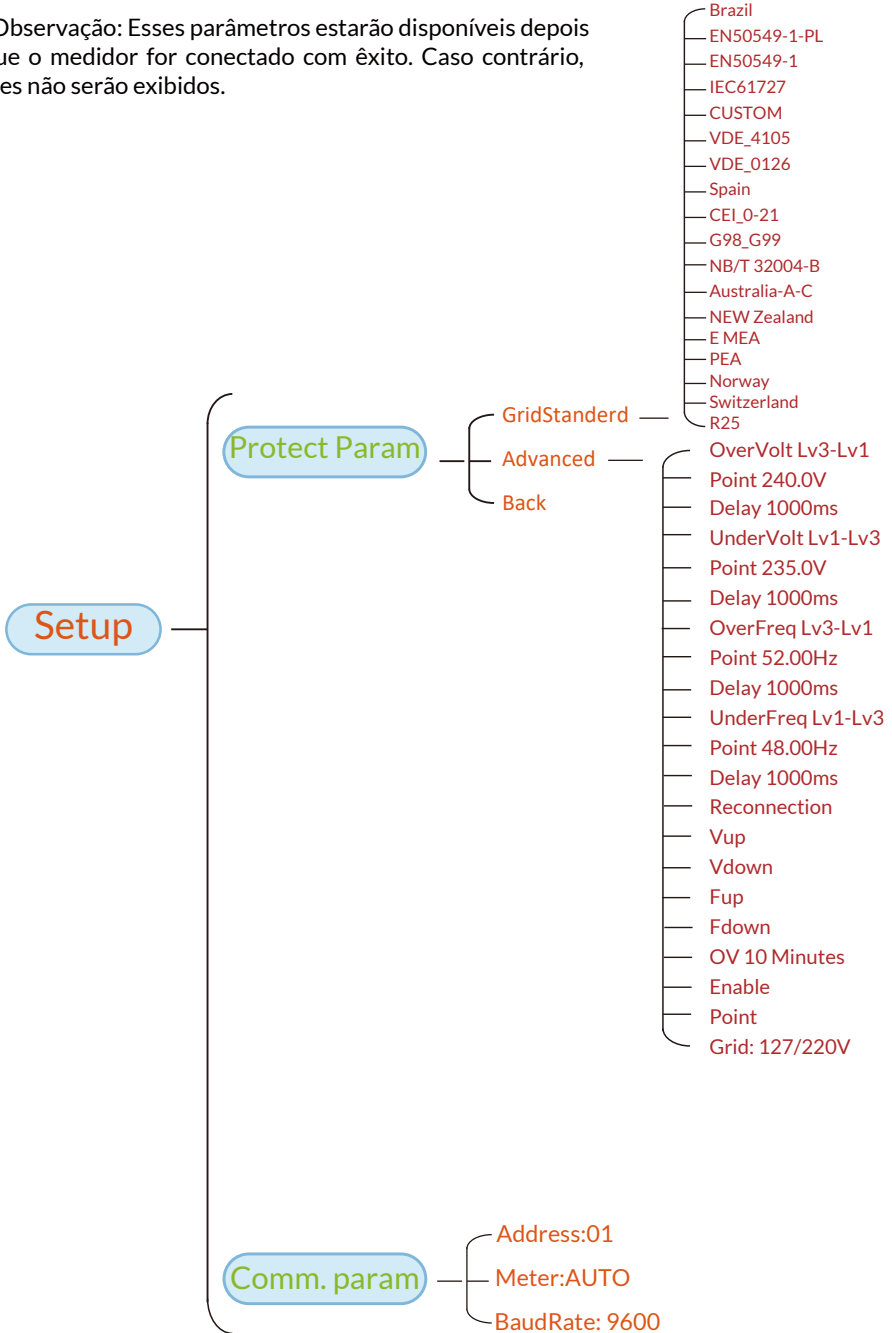 Observação: Esses parâmetros estarão disponíveis depois
que o medidor for conectado com êxito. Caso contrário,
es não serão exibidos.
Brazil
EN50549-1-PL
EN50549-1
IEC61727
CUSTOM
VDE_4105
VDE_0126
Spain
CEI_0-21
G98_G99
NB/T 32004-B
Australia-A-C
NEW Zealand
E MEA
PEA
Norway
Switzerland
R25
Setup
Protect Param
GridStanderd
Advanced
Back
OverVolt Lv3-Lv1
Point 240.0V
Delay 1000ms
UnderVolt Lv1-Lv3
Point 235.0V
Delay 1000ms
OverFreq Lv3-Lv1
Point 52.00Hz
Delay 1000ms
UnderFreq Lv1-Lv3
Point 48.00Hz
Delay 1000ms
Reconnection
Vup
Vdown
Fup
Fdown
OV 10 Minutes
Enable
Point
Grid: 127/220V
Comm. param
Address:01
Meter:AUTO
BaudRate: 9600